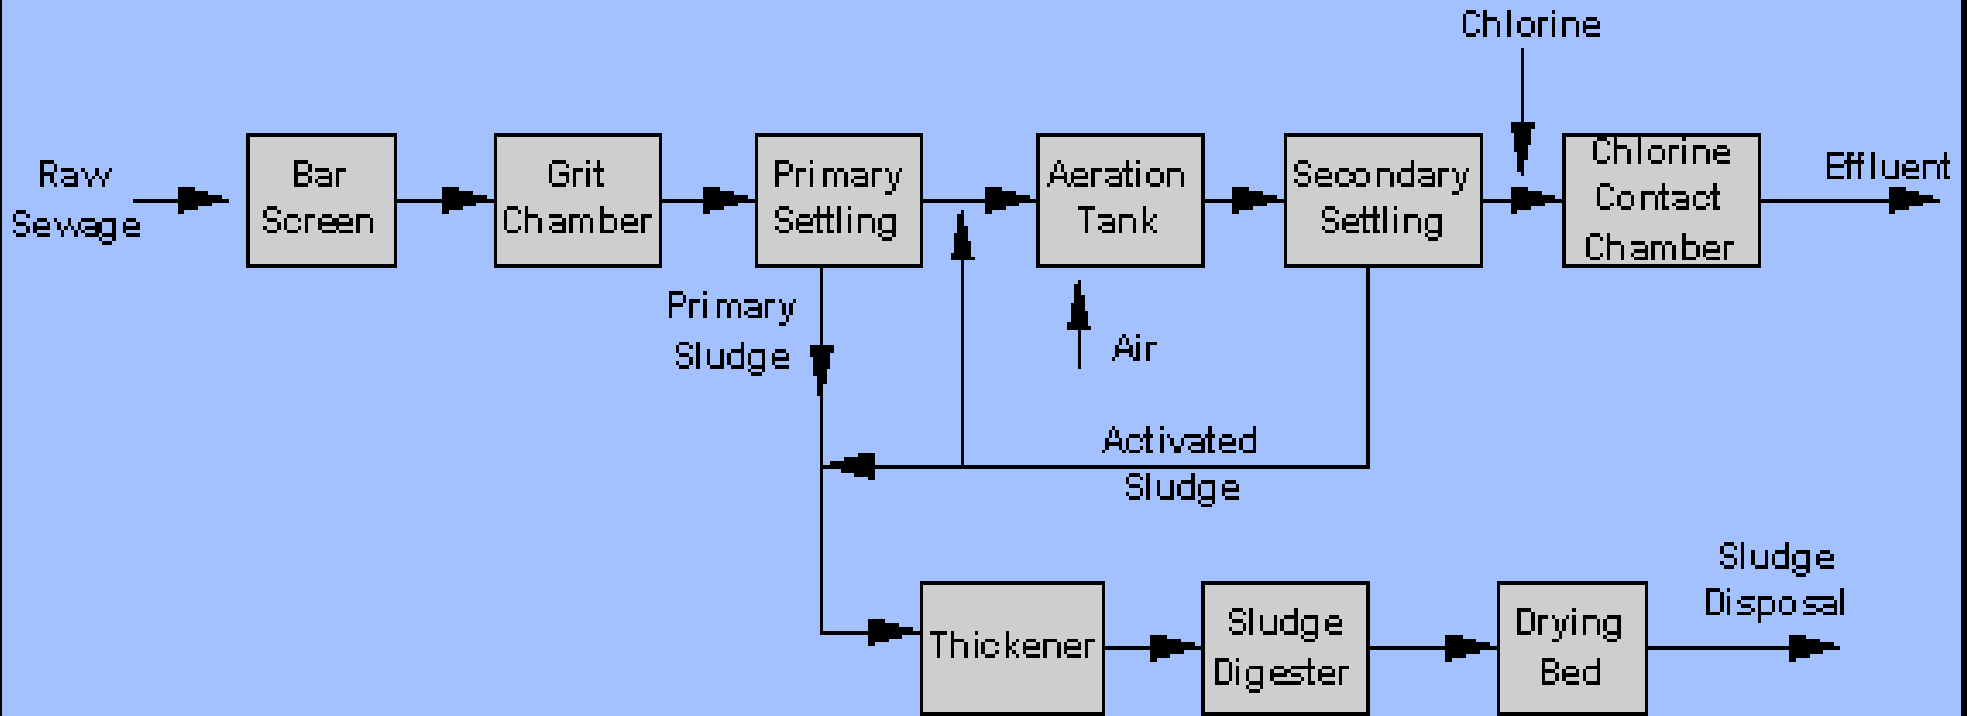 Chlorine
Raw
Sewage
Bar
Screen
Grit
Chamber
Primary
Settling
Aeration
Tank
Secondary
Settling
Chlorine
Contact
Chamber
Effluent
Primary
Sludge
Air
Activated
Sludge
Thickener
Sludge
Digester
Drying
Bed
Sludge
Disposal